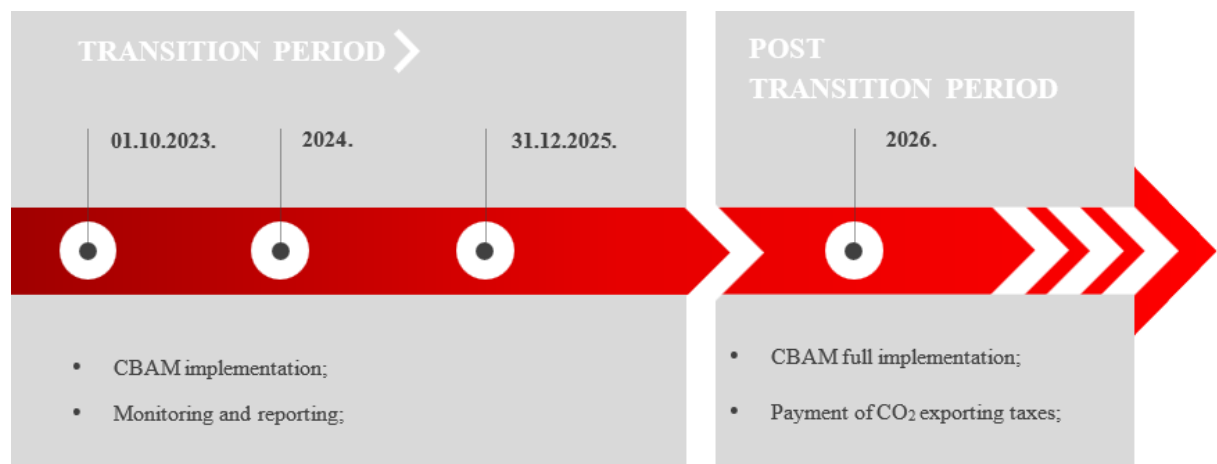 TRANSITION PERIOD
01.10.2023.
2024.
31.12.2025.
• CBAM implementation;
• Monitoring and reporting;
POST
TRANSITION PERIOD
2026.
• CBAM full implementation;
• Payment of CO₂ exporting taxes;